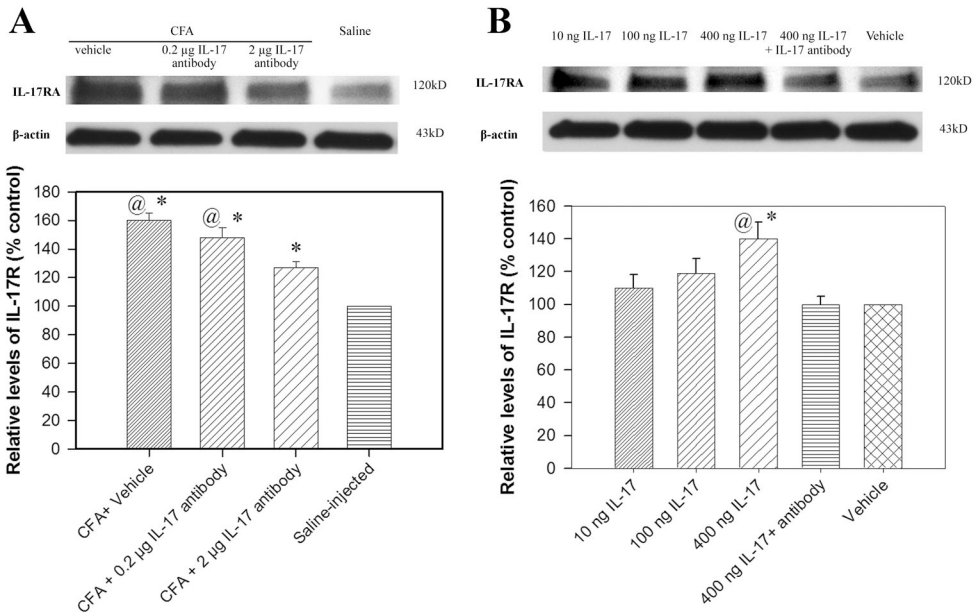 A
CFA
Saline
vehicle
0.2 µg IL-17
antibody
2 µg IL-17
antibody
IL-17RA
120kD
β-actin
43kD
Relative levels of IL-17R (% control)
180
160
140
120
100
80
60
40
20
0
@ *
@ *
*
CFA+ Vehicle
CFA + 0.2 µg IL-17 antibody
CFA + 2 µg IL-17 antibody
Saline-injected
B
10 ng IL-17
100 ng IL-17
400 ng IL-17
400 ng IL-17
+ IL-17 antibody
Vehicle
IL-17RA
120kD
β-actin
43kD
Relative levels of IL-17R (% control)
160
140
120
100
80
60
40
20
0
@ *
10 ng IL-17
100 ng IL-17
400 ng IL-17
400 ng IL-17+ antibody
Vehicle